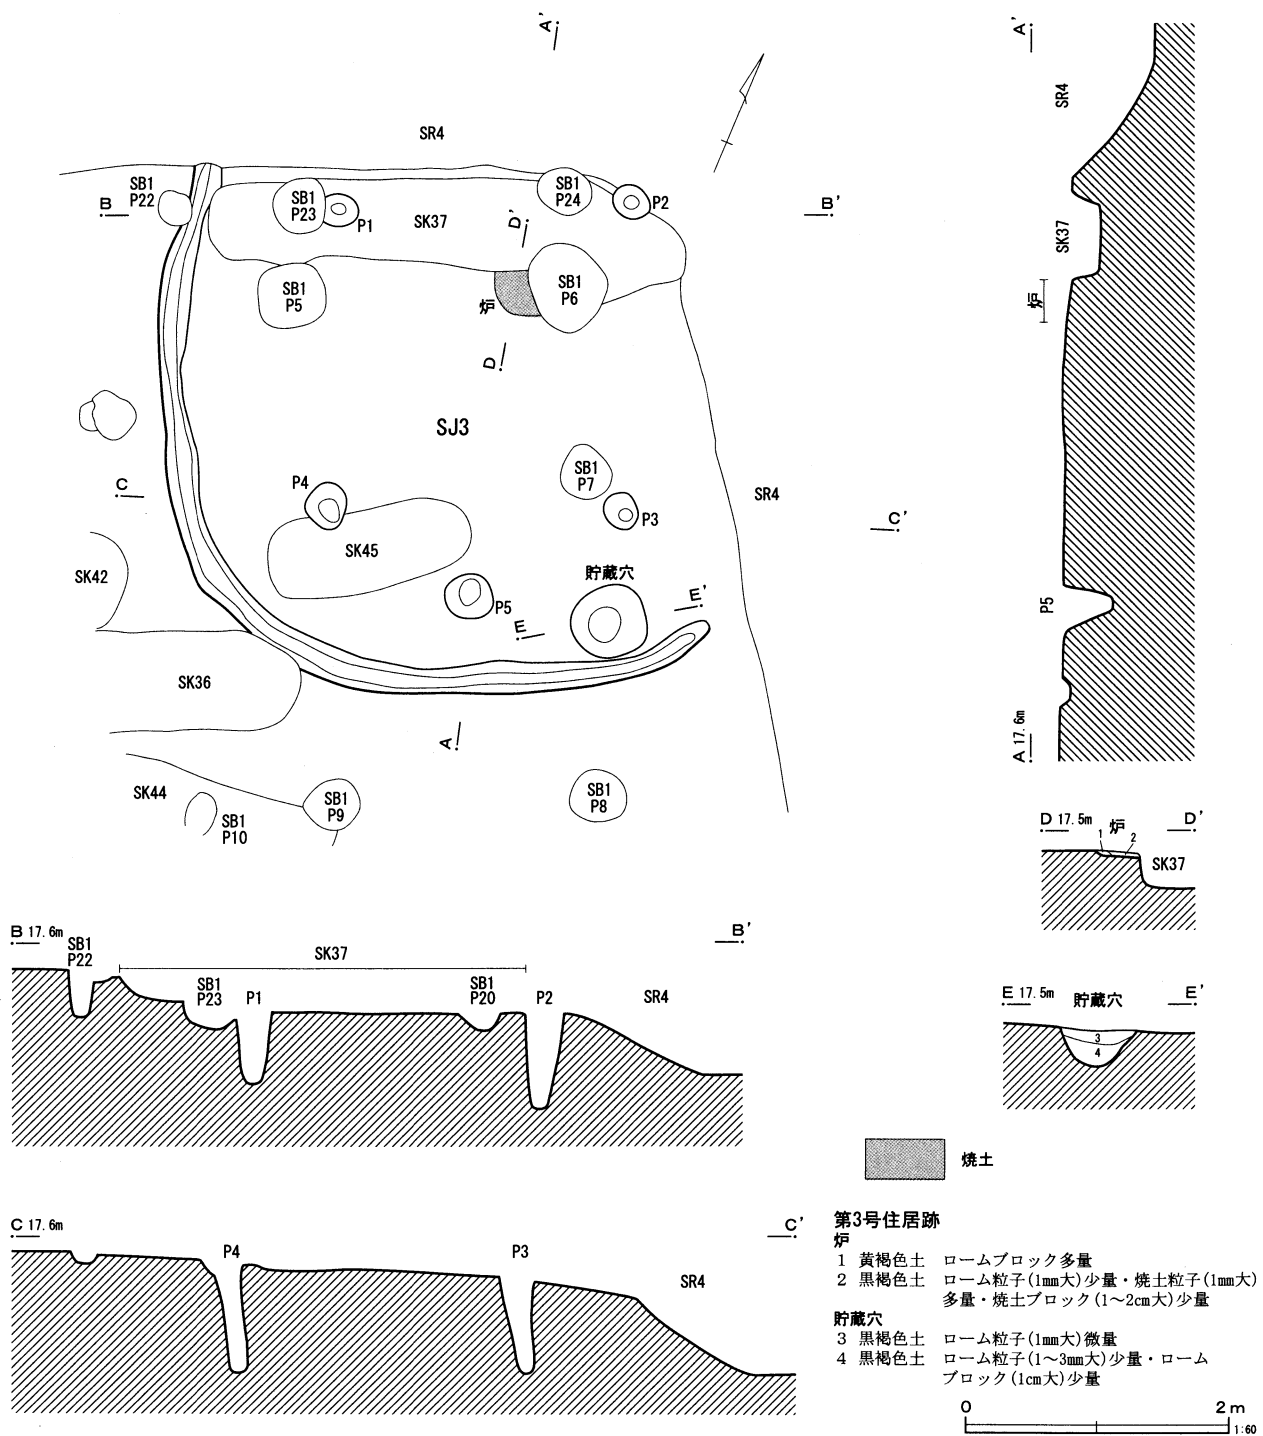 A'
SR4
SB1
P22
B
SB1
P23
P1
SK37
D'
SB1
P24
P2
B'
SB1
P5
炉
SB1
P6
D
SJ3
C
P4
SB1
P7
P3
SR4
C'
SK45
SK42
貯蔵穴
P5
E
E'
SK36
A
SK44
SB1
P10
SB1
P9
SB1
P8
A'
SR4
SK37
炉
P5
A 17.6m
D 17.5m
炉
D'
1
2
SK37
B 17.6m
B'
SB1
P22
SK37
SB1
P23
P1
SB1
P20
P2
SR4
E 17.5m
貯蔵穴
E'
3
4
焼土
C 17.6m
C'
P4
P3
SR4
第3号住居跡
炉
1 黄褐色土 ロームブロック多量
2 黒褐色土 ローム粒子(1mm大)少量・焼土粒子(1mm大)
多量・焼土ブロック(1～2cm大)少量
貯蔵穴
3 黒褐色土 ローム粒子(1mm大)微量
4 黒褐色土 ローム粒子(1～3mm大)少量・ローム
ブロック(1cm大)少量
0 2m
1:60